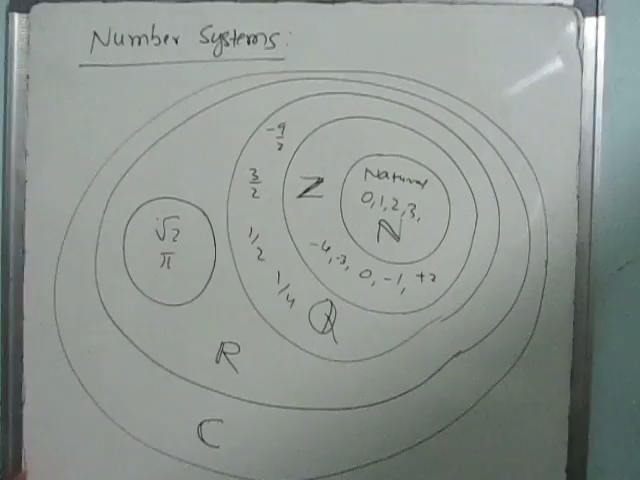 Number Systems:
-9/2
3/2
1/2
1/4
Z
Natural
0, 1, 2, 3,
N
-4, -3, 0, -1, +2
Q
√2
π
R
C